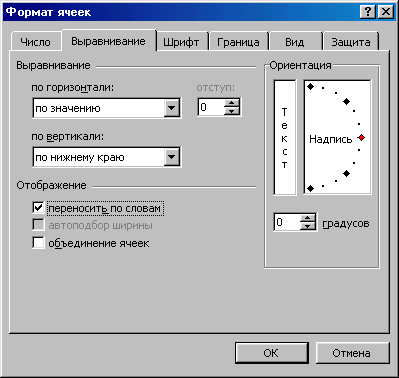 Формат ячеек
Число Выравнивание Шрифт Граница Вид Защита
Выравнивание
по горизонтали: отступ:
по значению 0
по вертикали:
по нижнему краю
Отображение
переносить по словам
автоподбор ширины
объединение ячеек
Ориентация
Текст
Надпись
0 градусов
ОК Отмена